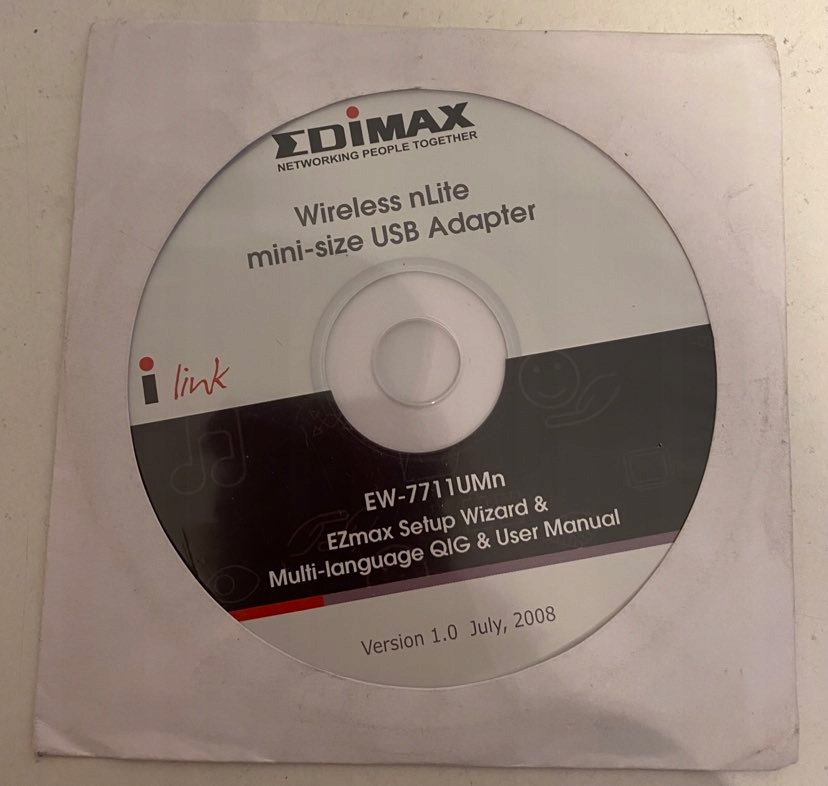 EDiMAX
NETWORKING PEOPLE TOGETHER
Wireless nLite
mini-size USB Adapter
i link
EW-7711UMn
EZmax Setup Wizard &
Multi-language QIG & User Manual
Version 1.0 July, 2008